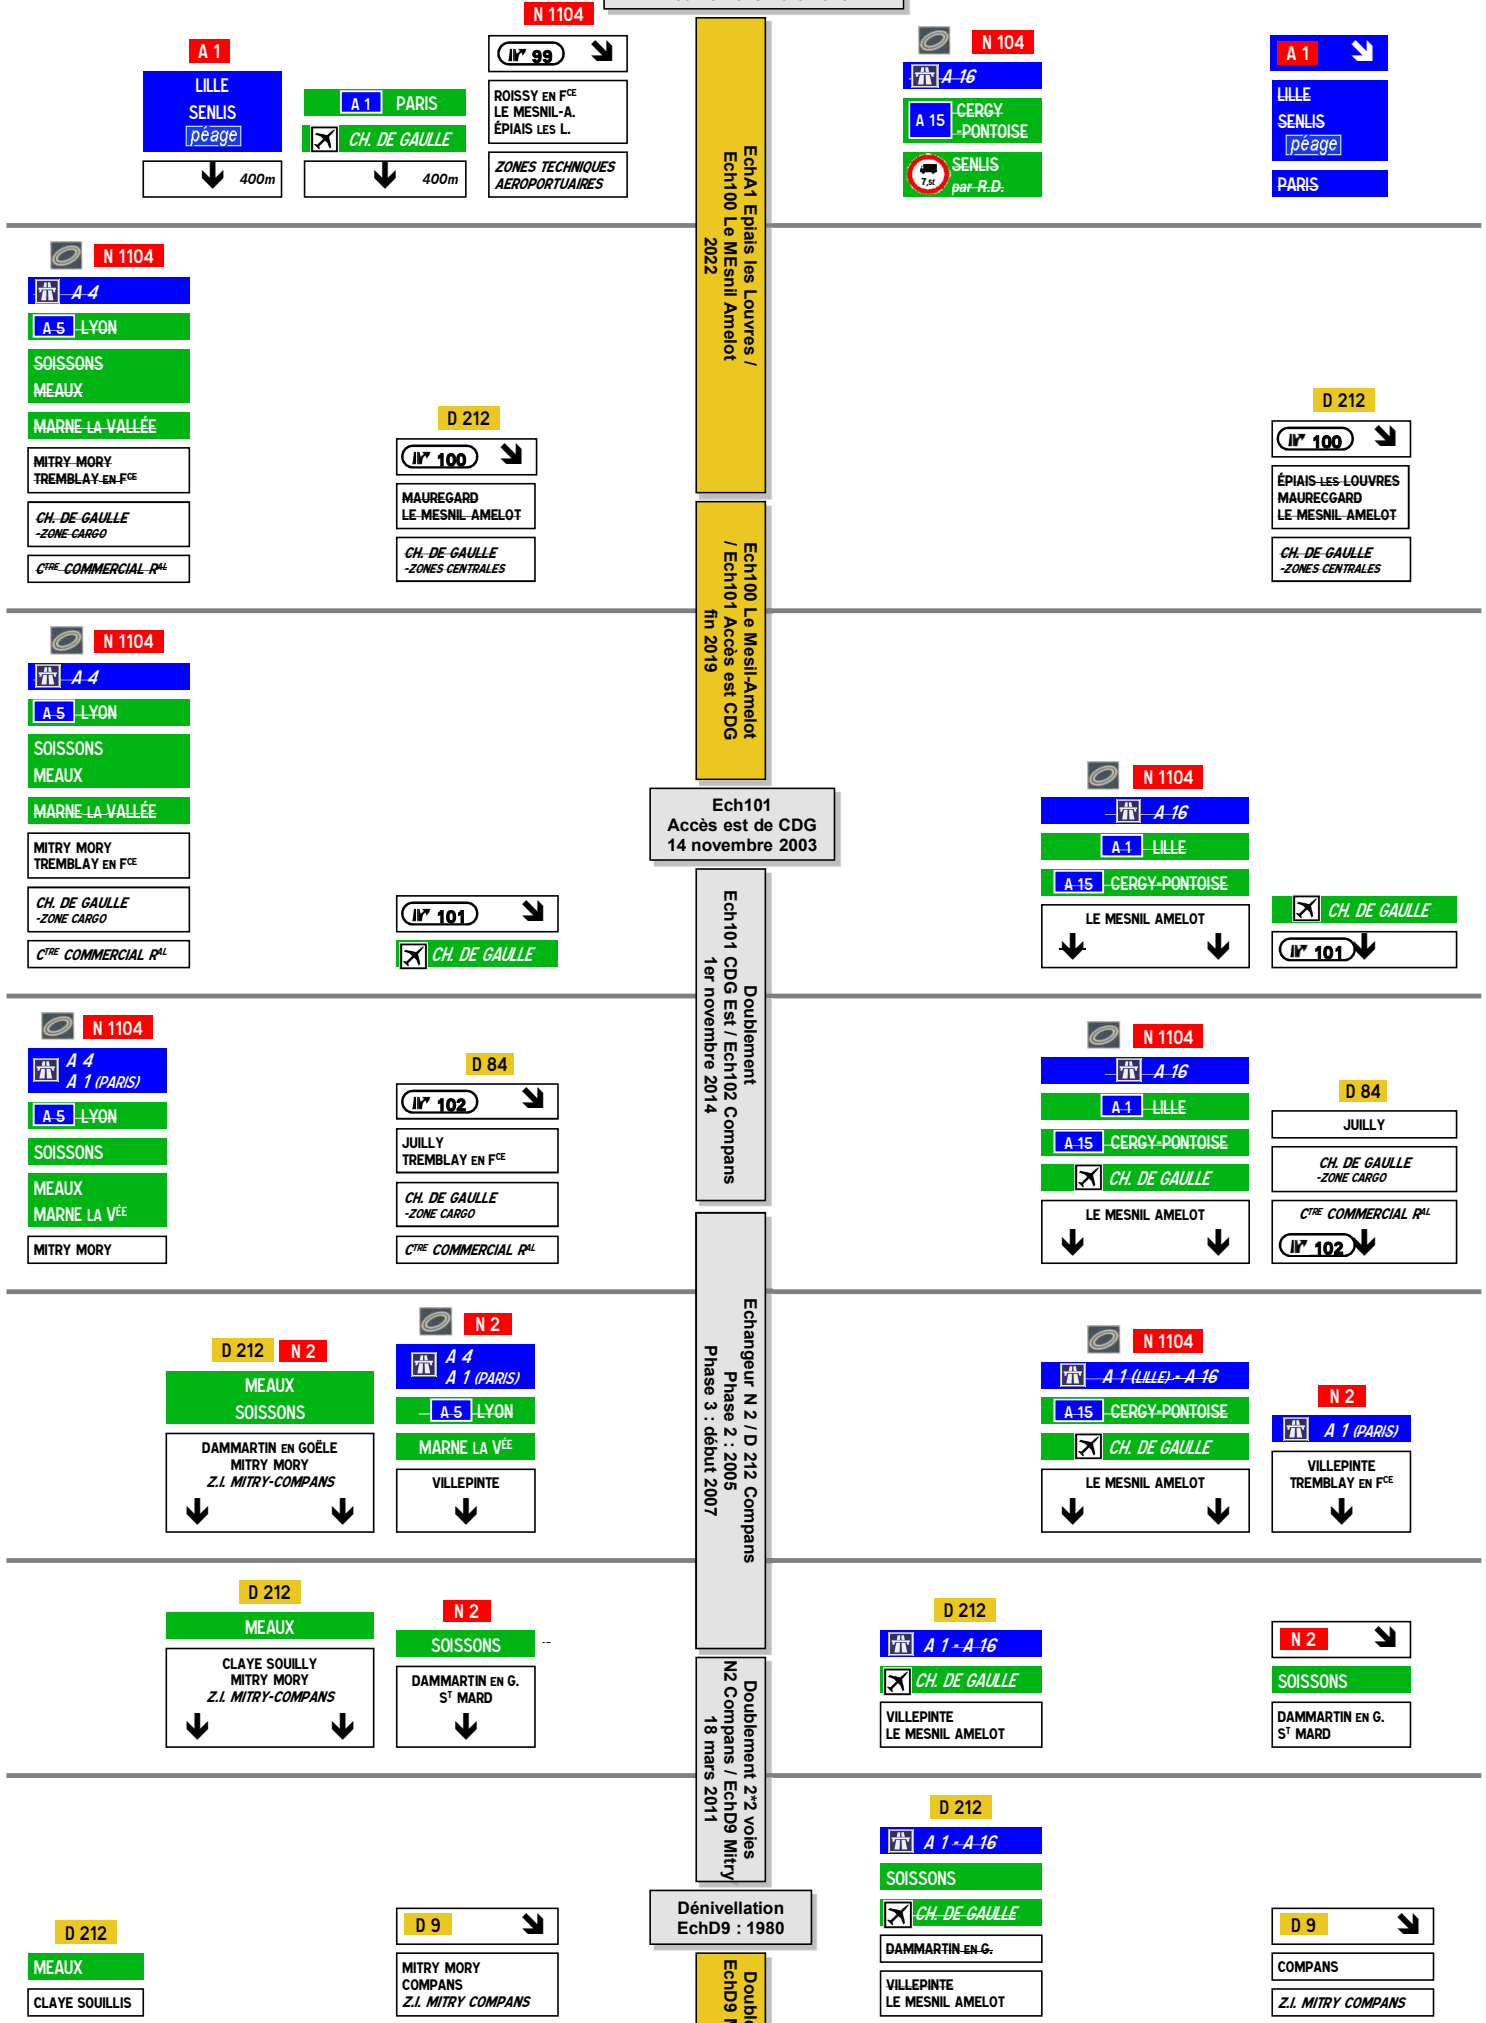 N 1104
A 1
LILLE
SENLIS
péage
400m
A 1 PARIS
CH. DE GAULLE
400m
99
ROISSY EN FCE
LE MESNIL-A.
ÉPIAIS LES L.
ZONES TECHNIQUES
AEROPORTUAIRES
EchA1 Epiais les Louvres /
Ech100 Le MEsnil Amelot
2022
N 104
A 16
A 15 CERGY
-PONTOISE
7,5t
SENLIS
par R.D.
A 1
LILLE
SENLIS
péage
PARIS
N 1104
A 4
A 5 LYON
SOISSONS
MEAUX
MARNE LA VALLÉE
MITRY MORY
TREMBLAY EN FCE
CH. DE GAULLE
-ZONE CARGO
CTRE COMMERCIAL RAL
D 212
100
MAUREGARD
LE MESNIL AMELOT
CH. DE GAULLE
-ZONES CENTRALES
D 212
100
ÉPIAIS LES LOUVRES
MAURECGARD
LE MESNIL AMELOT
CH. DE GAULLE
-ZONES CENTRALES
Ech100 Le Mesil-Amelot
/ Ech101 Accès est CDG
fin 2019
N 1104
A 4
A 5 LYON
SOISSONS
MEAUX
MARNE LA VALLÉE
MITRY MORY
TREMBLAY EN FCE
CH. DE GAULLE
-ZONE CARGO
CTRE COMMERCIAL RAL
101
CH. DE GAULLE
Ech101
Accès est de CDG
14 novembre 2003
N 1104
A 16
A 1 LILLE
A 15 CERGY-PONTOISE
LE MESNIL AMELOT
CH. DE GAULLE
101
Doublement
Ech101 CDG Est / Ech102 Compans
1er novembre 2014
N 1104
A 4
A 1 (PARIS)
A 5 LYON
SOISSONS
MEAUX
MARNE LA VÉE
MITRY MORY
D 84
102
JUILLY
TREMBLAY EN FCE
CH. DE GAULLE
-ZONE CARGO
CTRE COMMERCIAL RAL
N 1104
A 16
A 1 LILLE
A 15 CERGY-PONTOISE
CH. DE GAULLE
LE MESNIL AMELOT
D 84
JUILLY
CH. DE GAULLE
-ZONE CARGO
CTRE COMMERCIAL RAL
102
Echangeur N 2 / D 212 Compans
Phase 2 : 2005
Phase 3 : début 2007
D 212 N 2
MEAUX
SOISSONS
DAMMARTIN EN GOËLE
MITRY MORY
Z.I. MITRY-COMPANS
N 2
A 4
A 1 (PARIS)
A 5 LYON
MARNE LA VÉE
VILLEPINTE
N 1104
A 1 (LILLE) - A 16
A 15 CERGY-PONTOISE
CH. DE GAULLE
LE MESNIL AMELOT
N 2
A 1 (PARIS)
VILLEPINTE
TREMBLAY EN FCE
D 212
MEAUX
CLAYE SOUILLY
MITRY MORY
Z.I. MITRY-COMPANS
N 2
SOISSONS
DAMMARTIN EN G.
ST MARD
D 212
A 1 - A 16
CH. DE GAULLE
VILLEPINTE
LE MESNIL AMELOT
N 2
SOISSONS
DAMMARTIN EN G.
ST MARD
Doublement 2*2 voies
N2 Compans / EchD9 Mitry
18 mars 2011
D 212
MEAUX
CLAYE SOUILLIS
D 9
MITRY MORY
COMPANS
Z.I. MITRY COMPANS
Dénivellation
EchD9 : 1980
D 212
A 1 - A 16
SOISSONS
CH. DE GAULLE
DAMMARTIN EN G.
VILLEPINTE
LE MESNIL AMELOT
D 9
COMPANS
Z.I. MITRY COMPANS
EchD9